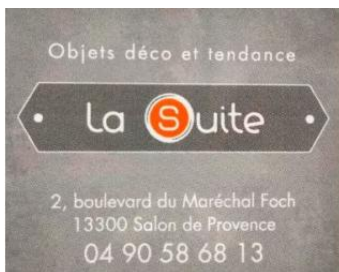 Objets déco et tendance
La Suite
2, boulevard du Maréchal Foch
13300 Salon de Provence
04 90 58 68 13